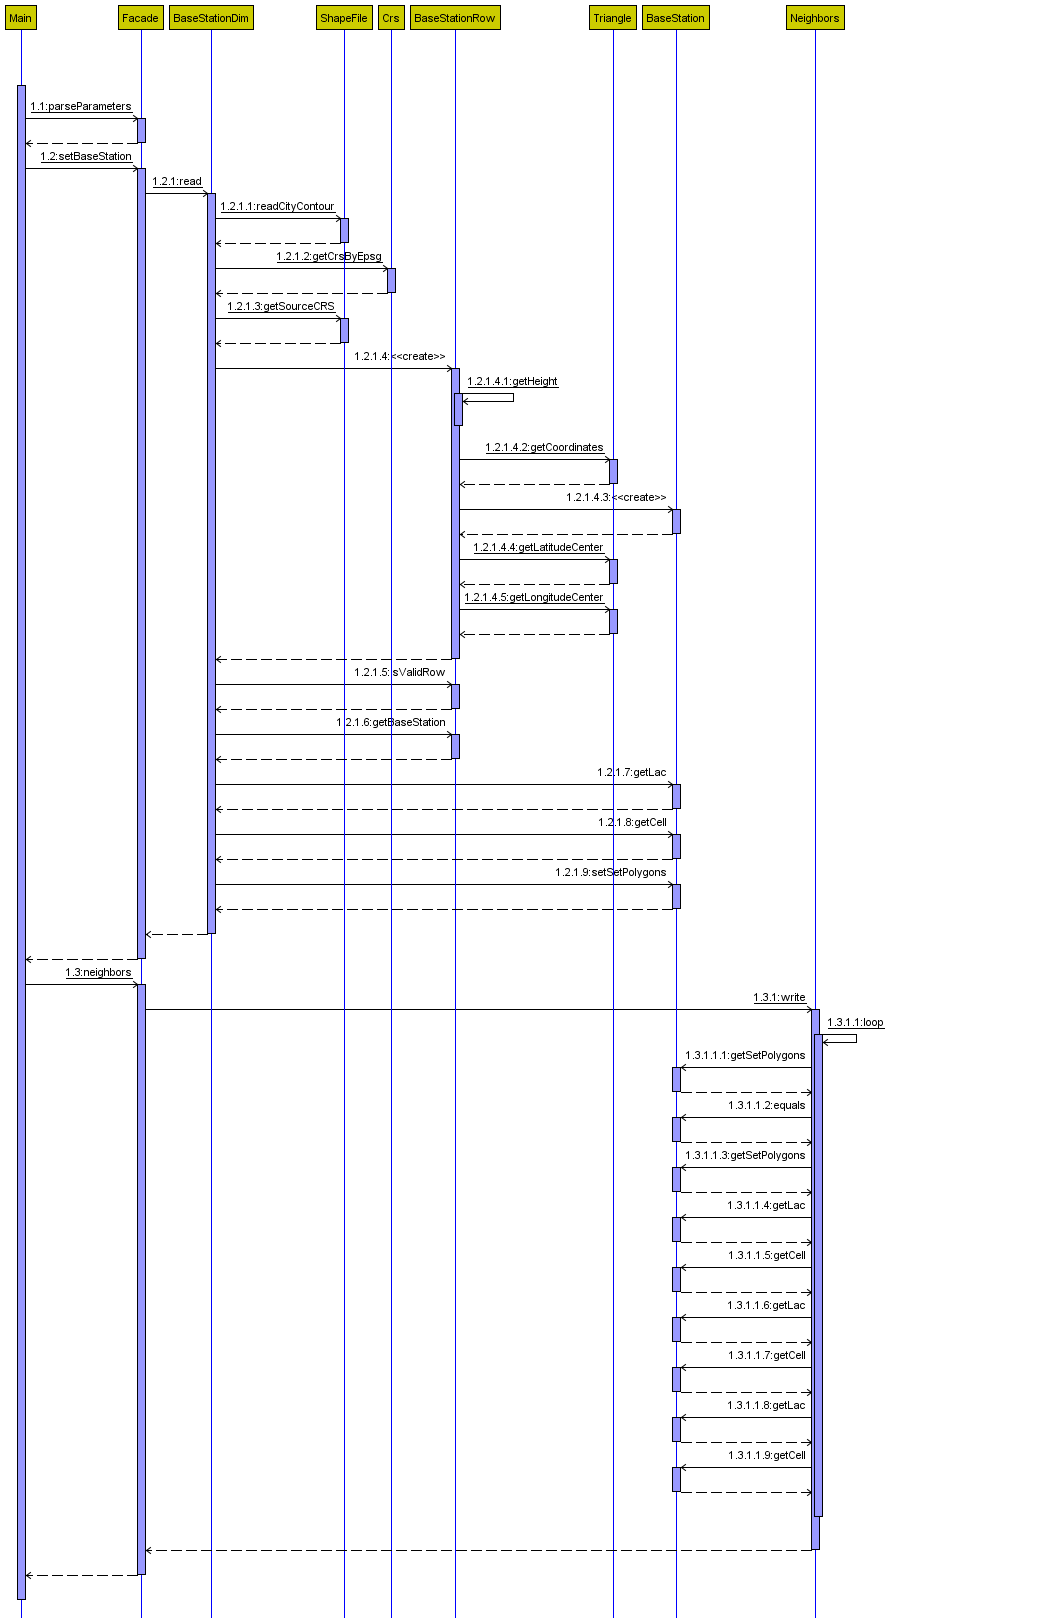 Main
Facade
BaseStationDim
ShapeFile
Crs
BaseStationRow
Triangle
BaseStation
Neighbors
1.1:parseParameters
1.2:setBaseStation
1.2.1:read
1.2.1.1:readCityContour
1.2.1.2:getCrsByEpsg
1.2.1.3:getSourceCRS
1.2.1.4:<<create>>
1.2.1.4.1:getHeight
1.2.1.4.2:getCoordinates
1.2.1.4.3:<<create>>
1.2.1.4.4:getLatitudeCenter
1.2.1.4.5:getLongitudeCenter
1.2.1.5:isValidRow
1.2.1.6:getBaseStation
1.2.1.7:getLac
1.2.1.8:getCell
1.2.1.9:setSetPolygons
1.3:neighbors
1.3.1:write
1.3.1.1:loop
1.3.1.1.1:getSetPolygons
1.3.1.1.2:equals
1.3.1.1.3:getSetPolygons
1.3.1.1.4:getLac
1.3.1.1.5:getCell
1.3.1.1.6:getLac
1.3.1.1.7:getCell
1.3.1.1.8:getLac
1.3.1.1.9:getCell